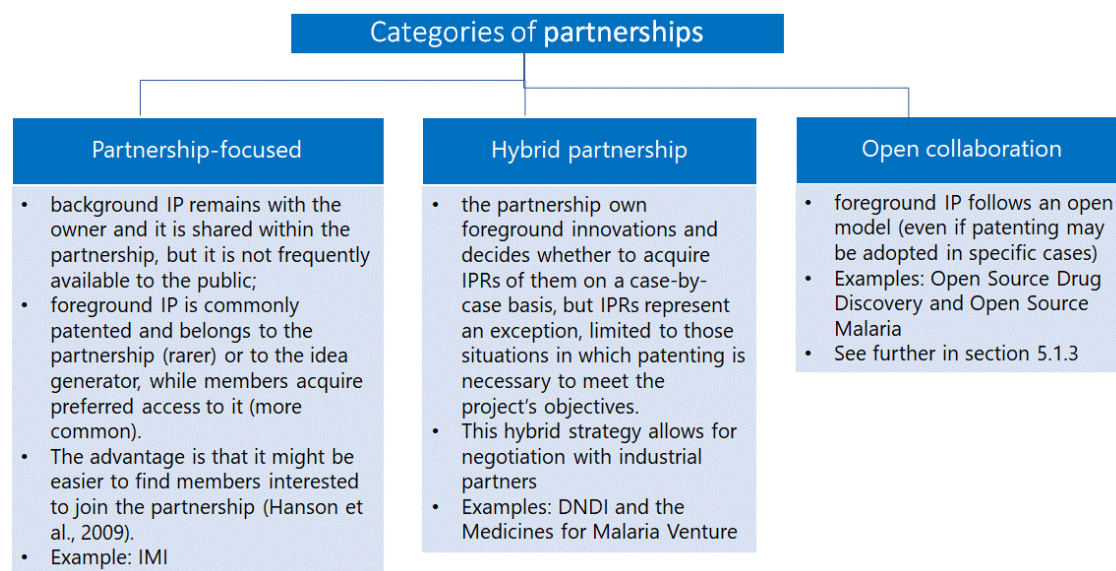 Categories of partnerships
Partnership-focused
• background IP remains with the
owner and it is shared within the
partnership, but it is not frequently
available to the public;
• foreground IP is commonly
patented and belongs to the
partnership (rarer) or to the idea
generator, while members acquire
preferred access to it (more
common).
• The advantage is that it might be
easier to find members interested
to join the partnership (Hanson et
al., 2009).
• Example: IMI
Hybrid partnership
• the partnership own
foreground innovations and
decides whether to acquire
IPRs of them on a case-by-
case basis, but IPRs represent
an exception, limited to those
situations in which patenting is
necessary to meet the
project's objectives.
• This hybrid strategy allows for
negotiation with industrial
partners
• Examples: DNDI and the
Medicines for Malaria Venture
Open collaboration
• foreground IP follows an open
model (even if patenting may
be adopted in specific cases)
• Examples: Open Source Drug
Discovery and Open Source
Malaria
• See further in section 5.1.3